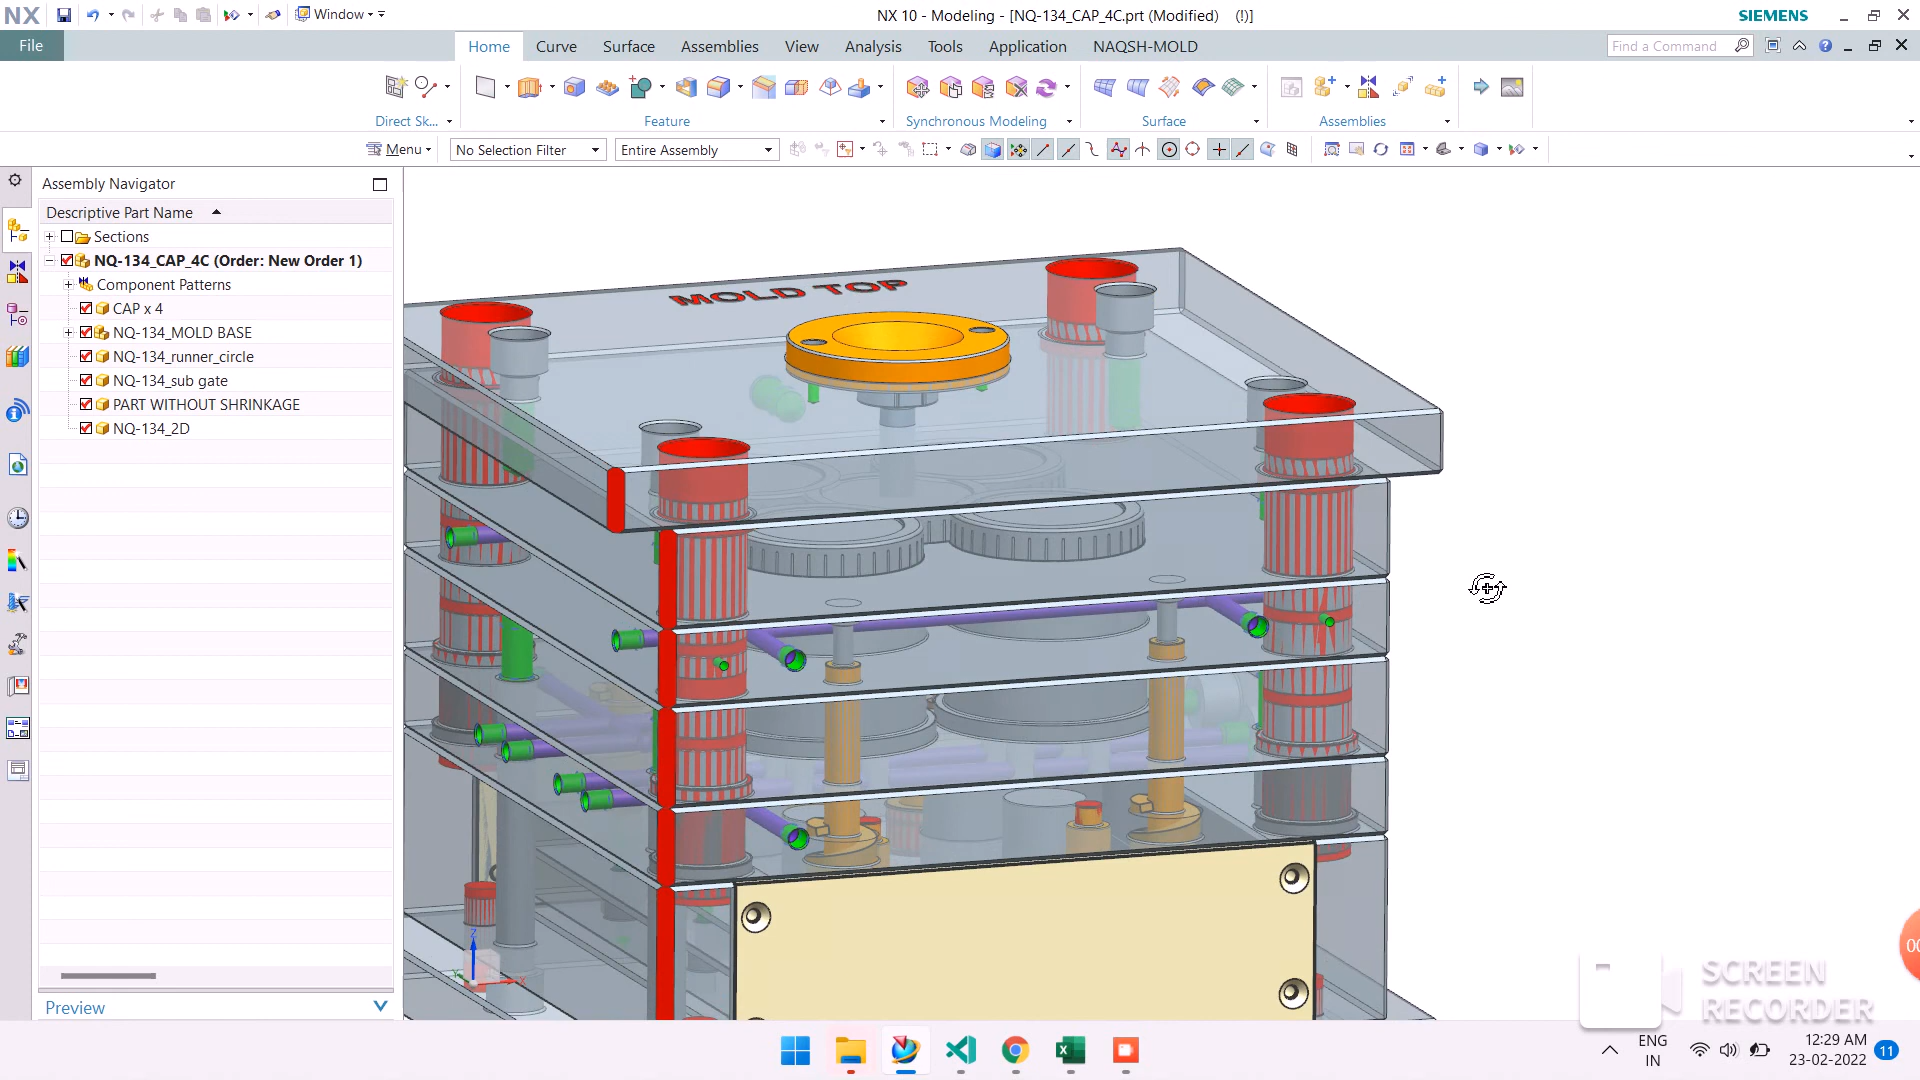 NX
Window
NX 10 - Modeling - [NQ-134_CAP_4C.prt (Modified) (!)]
SIEMENS
File
Home
Curve
Surface
Assemblies
View
Analysis
Tools
Application
NAQSH-MOLD
Find a Command
Direct Sk...
Feature
Synchronous Modeling
Surface
Assemblies
Menu
No Selection Filter
Entire Assembly
Assembly Navigator
Descriptive Part Name
Sections
NQ-134_CAP_4C (Order: New Order 1)
Component Patterns
CAP x 4
NQ-134_MOLD BASE
NQ-134_runner_circle
NQ-134_sub gate
PART WITHOUT SHRINKAGE
NQ-134_2D
MOLD TOP
Z
Y
X
Preview
00
SCREEN
RECORDER
ENG
IN
12:29 AM
23-02-2022
11